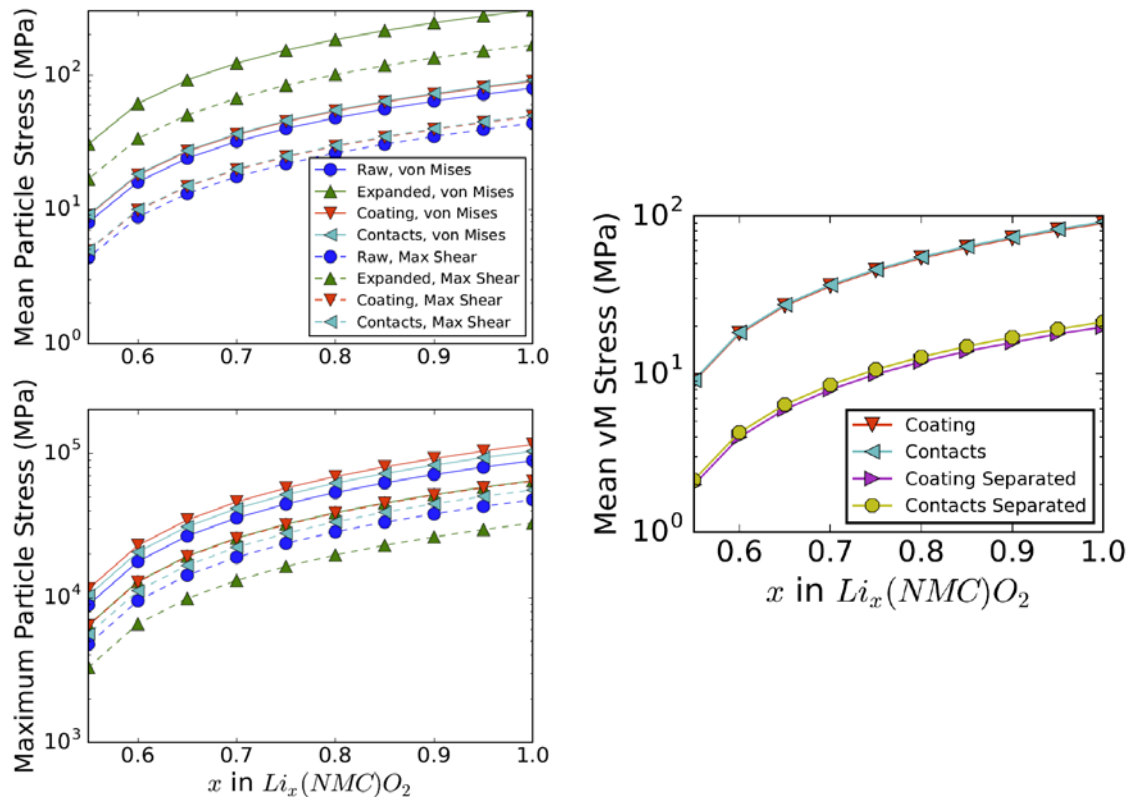 Mean Particle Stress (MPa)
10^2
10^1
10^0
0.6 0.7 0.8 0.9 1.0
Raw, von Mises
Expanded, von Mises
Coating, von Mises
Contacts, von Mises
Raw, Max Shear
Expanded, Max Shear
Coating, Max Shear
Contacts, Max Shear
Maximum Particle Stress (MPa)
10^5
10^4
10^3
0.6 0.7 0.8 0.9 1.0
x in Li_x(NMC)O_2
Mean vM Stress (MPa)
10^2
10^1
10^0
0.6 0.7 0.8 0.9 1.0
Coating
Contacts
Coating Separated
Contacts Separated
x in Li_x(NMC)O_2